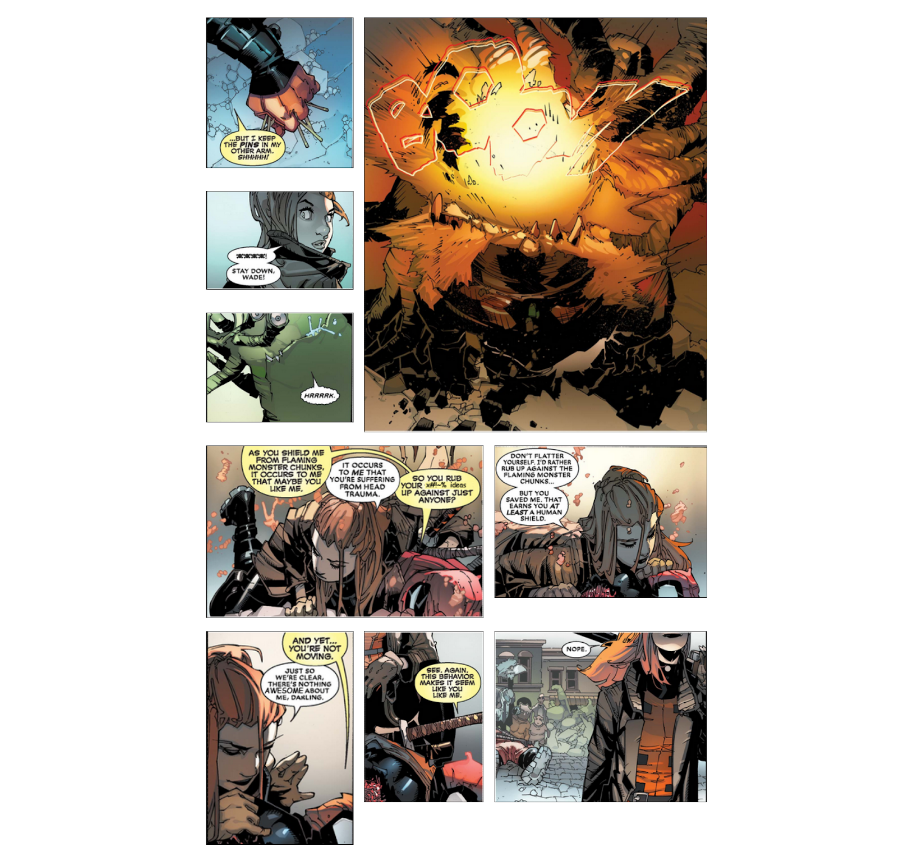 ...BUT I KEEP
THE PINS IN MY
OTHER ARM.
SHHHHH!
****!
STAY DOWN,
WADE!
HRRRRK.
AS YOU SHIELD ME
FROM FLAMING
MONSTER CHUNKS,
IT OCCURS TO ME
THAT MAYBE YOU
LIKE ME.
IT OCCURS
TO ME THAT
YOU'RE SUFFERING
FROM HEAD
TRAUMA.
SO YOU RUB
YOUR x#!~% ideas
UP AGAINST JUST
ANYONE?
DON'T FLATTER
YOURSELF. I'D RATHER
RUB UP AGAINST THE
FLAMING MONSTER
CHUNKS...
BUT YOU
SAVED ME. THAT
EARNS YOU AT
LEAST A HUMAN
SHIELD.
AND YET...
YOU'RE NOT
MOVING.
JUST SO
WE'RE CLEAR,
THERE'S NOTHING
AWESOME ABOUT
ME, DARLING.
SEE, AGAIN,
THIS BEHAVIOR
MAKES IT SEEM
LIKE YOU
LIKE ME.
NOPE.